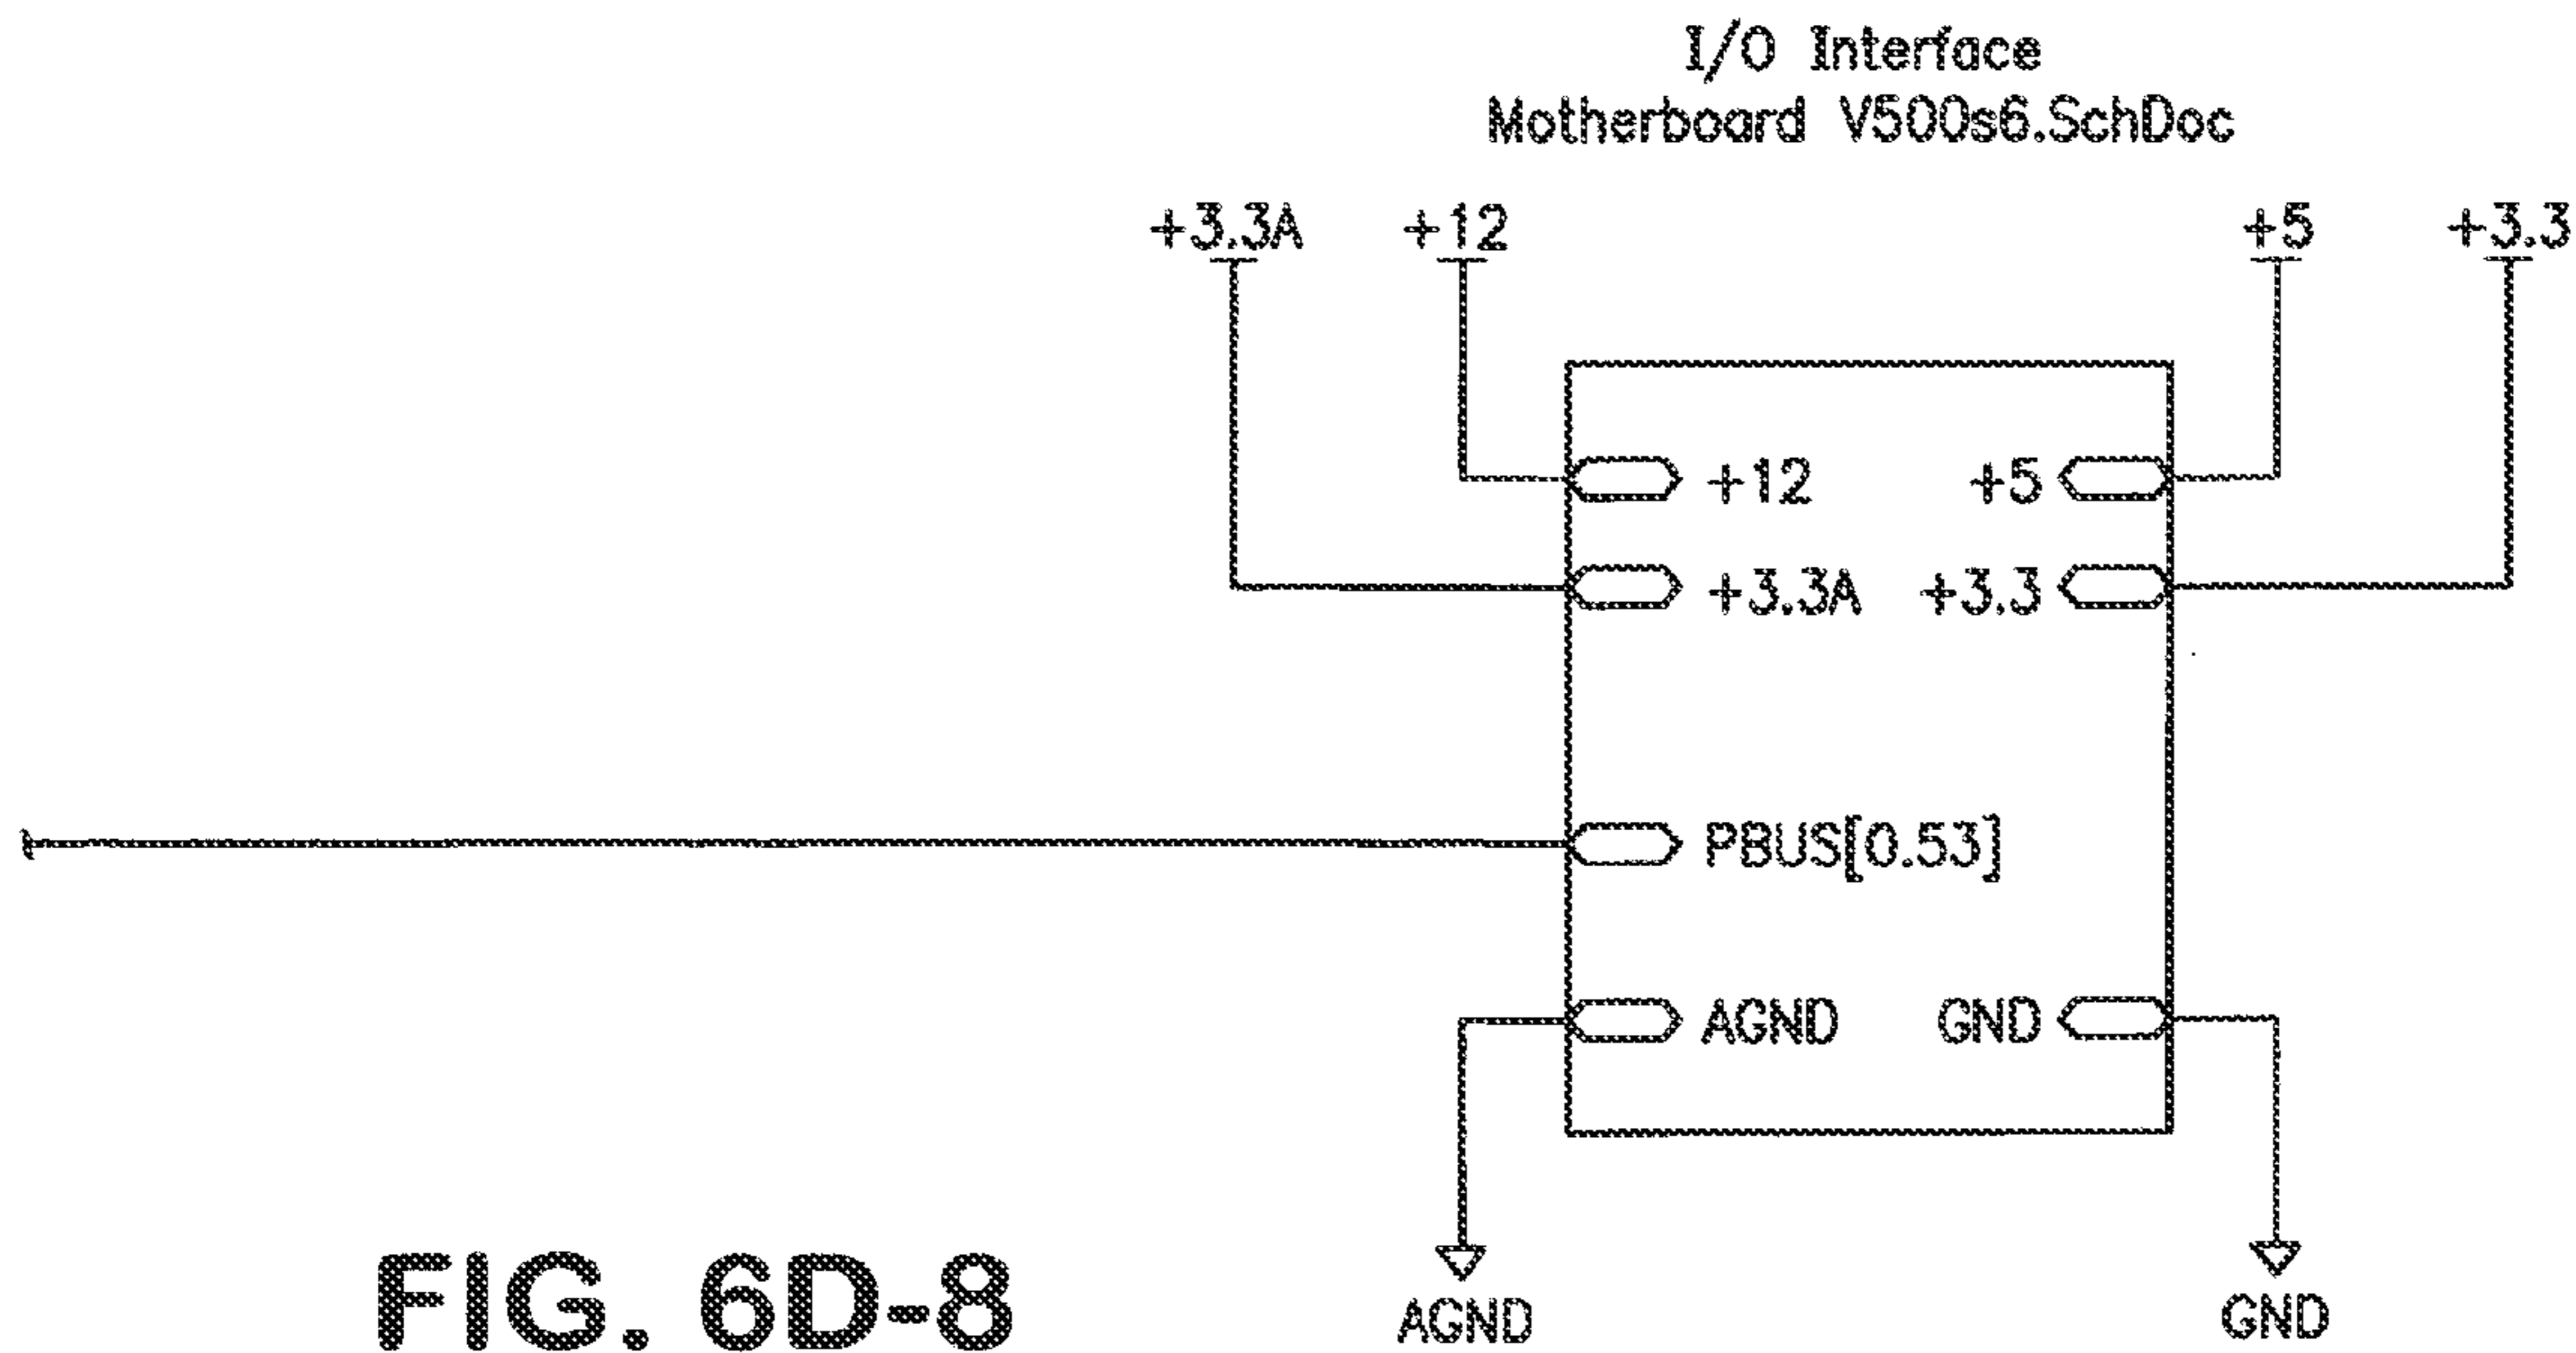 I/O Interface
Motherboard V500s6.SchDoc
+3.3A +12 +5 +3.3
+12 +5
+3.3A +3.3
PBUS[0.53]
AGND GND
AGND GND
FIG. 6D-8